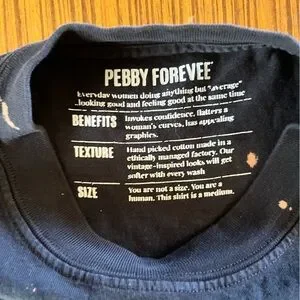 PEBBY FOREVEE
Everyday women doing anything but "average"
..looking good and feeling good at the same time
BENEFITS
Invokes confidence, flatters a
woman's curves, has appealing
graphics.
TEXTURE
Hand picked cotton made in a
ethically managed factory. Our
vintage-inspired looks will get
softer with every wash
SIZE
You are not a size. You are a
human. This shirt is a medium.